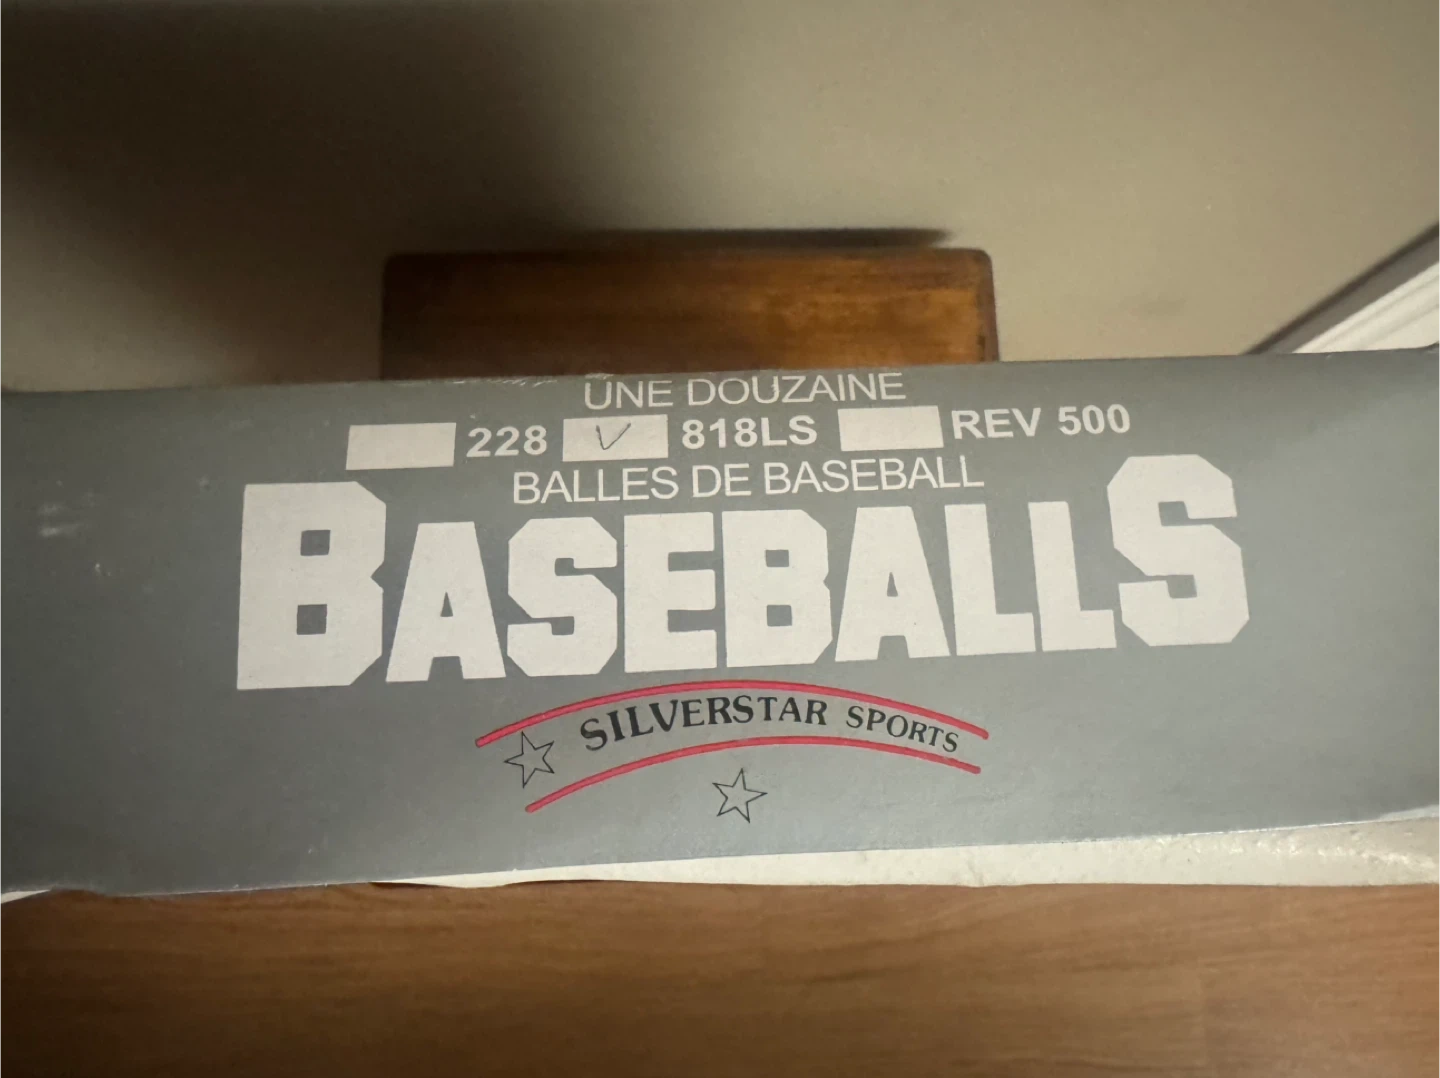 UNE DOUZAINE
228 ✓ 818LS REV 500
BALLES DE BASEBALL
BASEBALLS
SILVERSTAR SPORTS